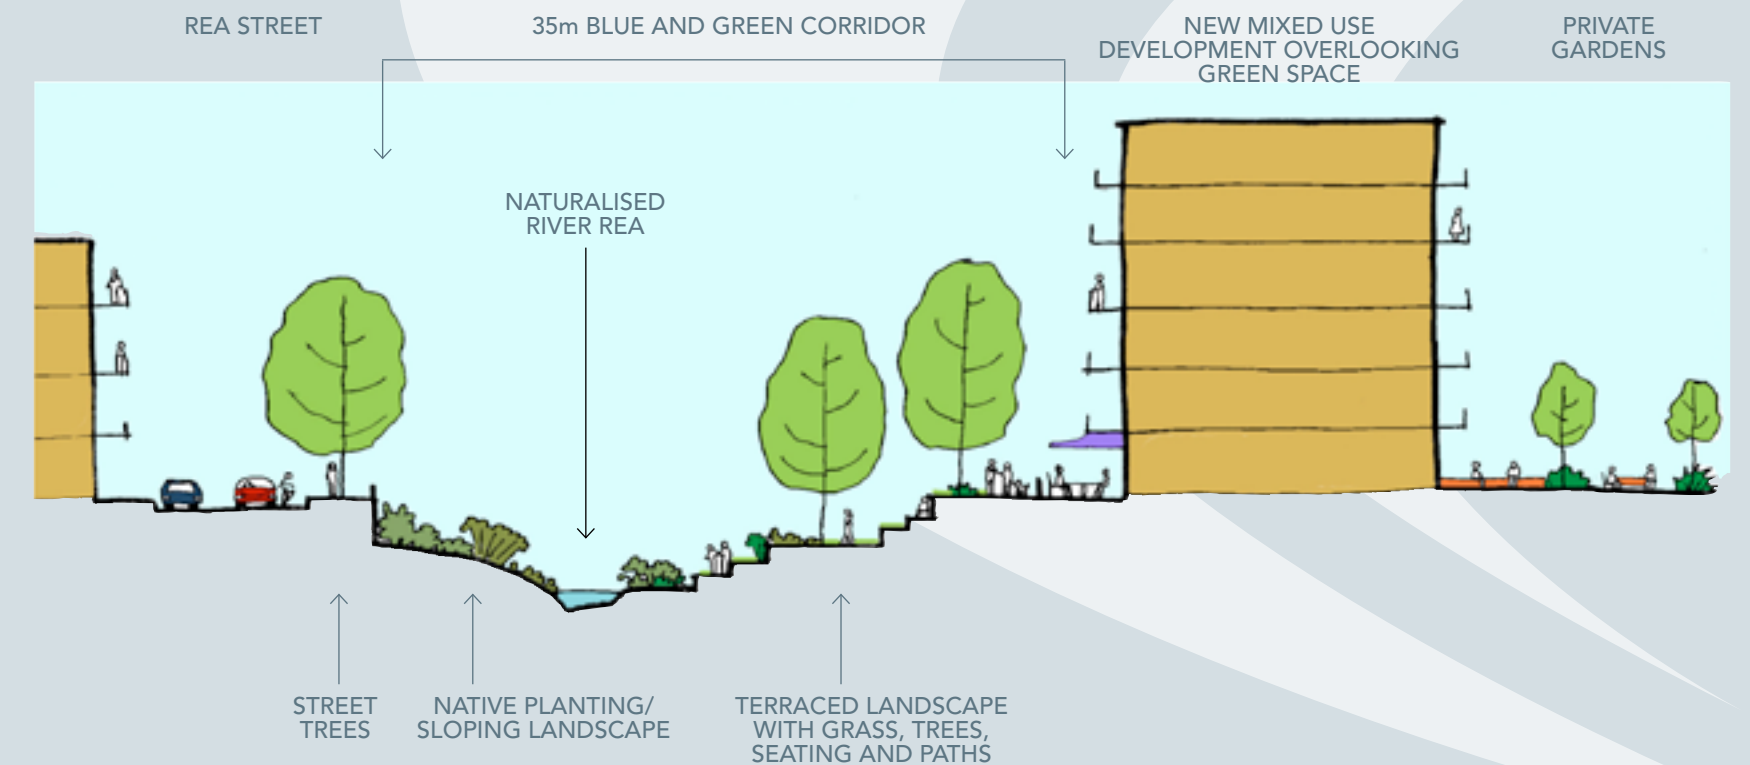 REA STREET
35m BLUE AND GREEN CORRIDOR
NEW MIXED USE
DEVELOPMENT OVERLOOKING
GREEN SPACE
PRIVATE
GARDENS
NATURALISED
RIVER REA
STREET
TREES
NATIVE PLANTING/
SLOPING LANDSCAPE
TERRACED LANDSCAPE
WITH GRASS, TREES,
SEATING AND PATHS